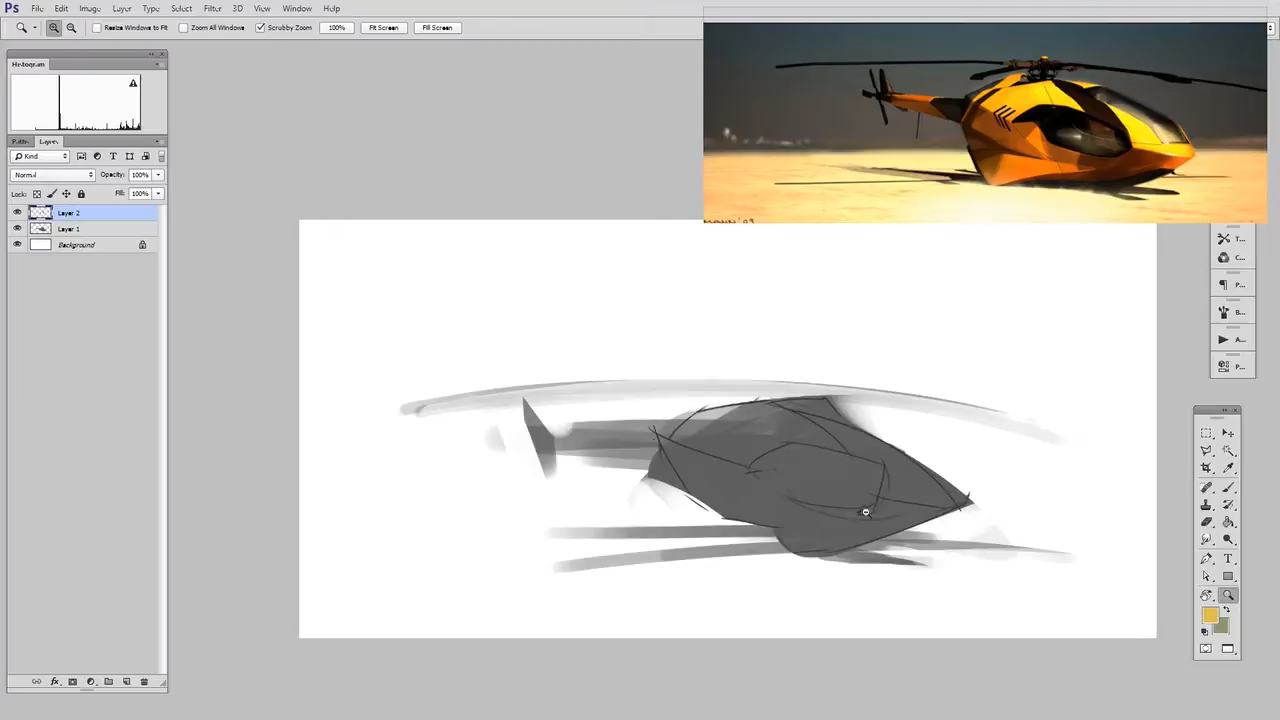 Ps File Edit Image Layer Type Select Filter 3D View Window Help
Resize Windows to Fit Zoom All Windows Scrubby Zoom 100% Fit Screen Fill Screen
Histogram
Paths Layers
Kind
Normal Opacity: 100%
Lock: Fill: 100%
Layer 2
Layer 1
Background
T...
C...
P...
B...
A...
P...